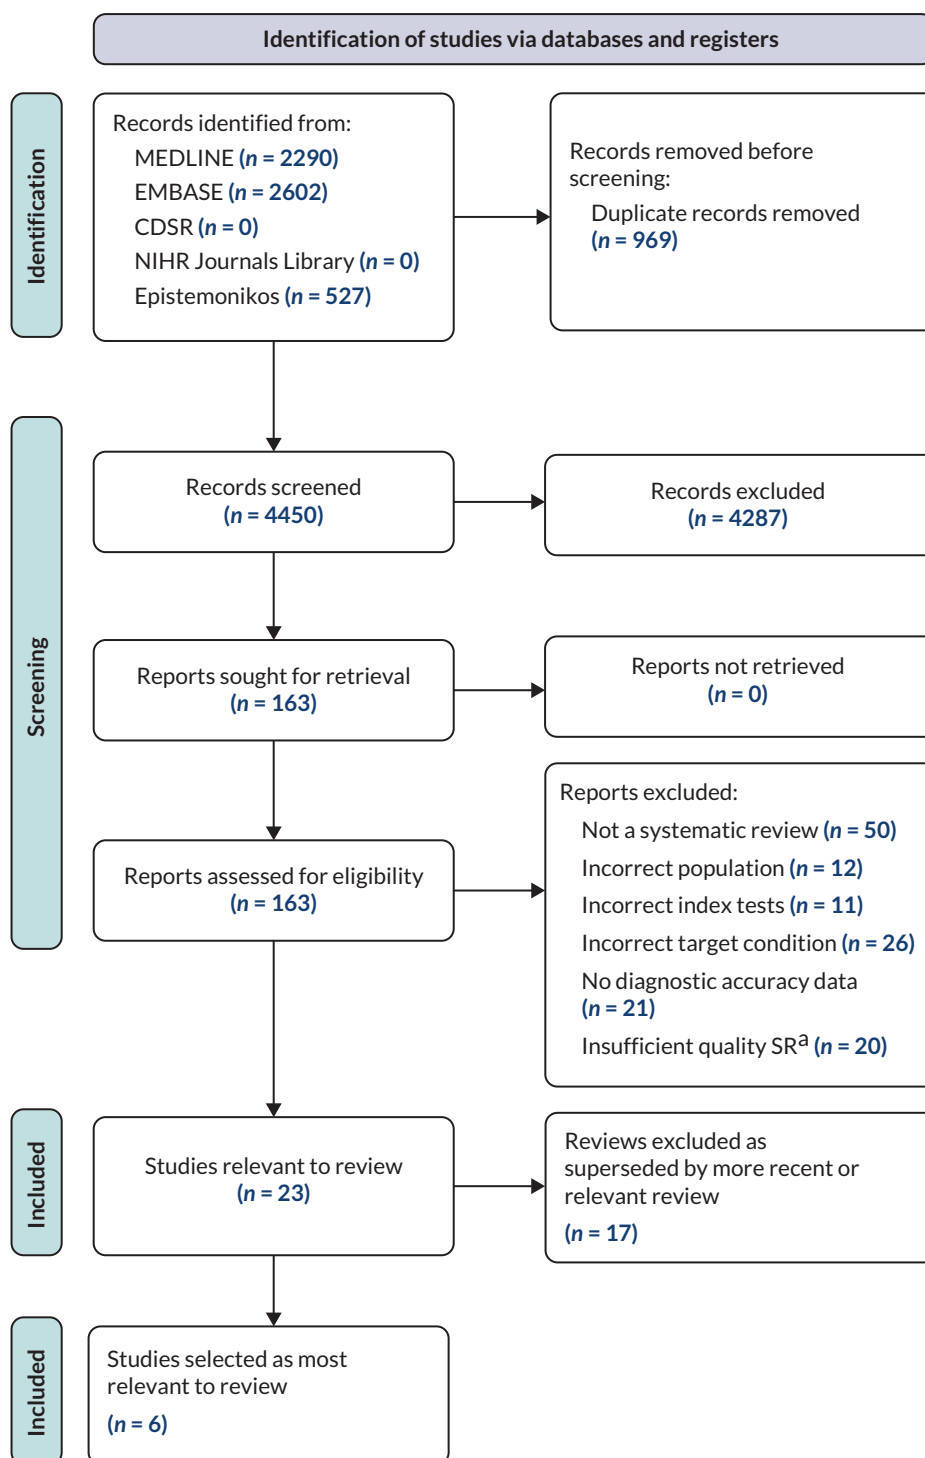 Identification of studies via databases and registers
Identification
Records identified from:
MEDLINE (n = 2290)
EMBASE (n = 2602)
CDSR (n = 0)
NIHR Journals Library (n = 0)
Epistemonikos (n = 527)
Records removed before
screening:
Duplicate records removed
(n = 969)
Screening
Records screened
(n = 4450)
Records excluded
(n = 4287)
Reports sought for retrieval
(n = 163)
Reports not retrieved
(n = 0)
Reports assessed for eligibility
(n = 163)
Reports excluded:
Not a systematic review (n = 50)
Incorrect population (n = 12)
Incorrect index tests (n = 11)
Incorrect target condition (n = 26)
No diagnostic accuracy data
(n = 21)
Insufficient quality SRa (n = 20)
Included
Studies relevant to review
(n = 23)
Reviews excluded as
superseded by more recent or
relevant review
(n = 17)
Included
Studies selected as most
relevant to review
(n = 6)